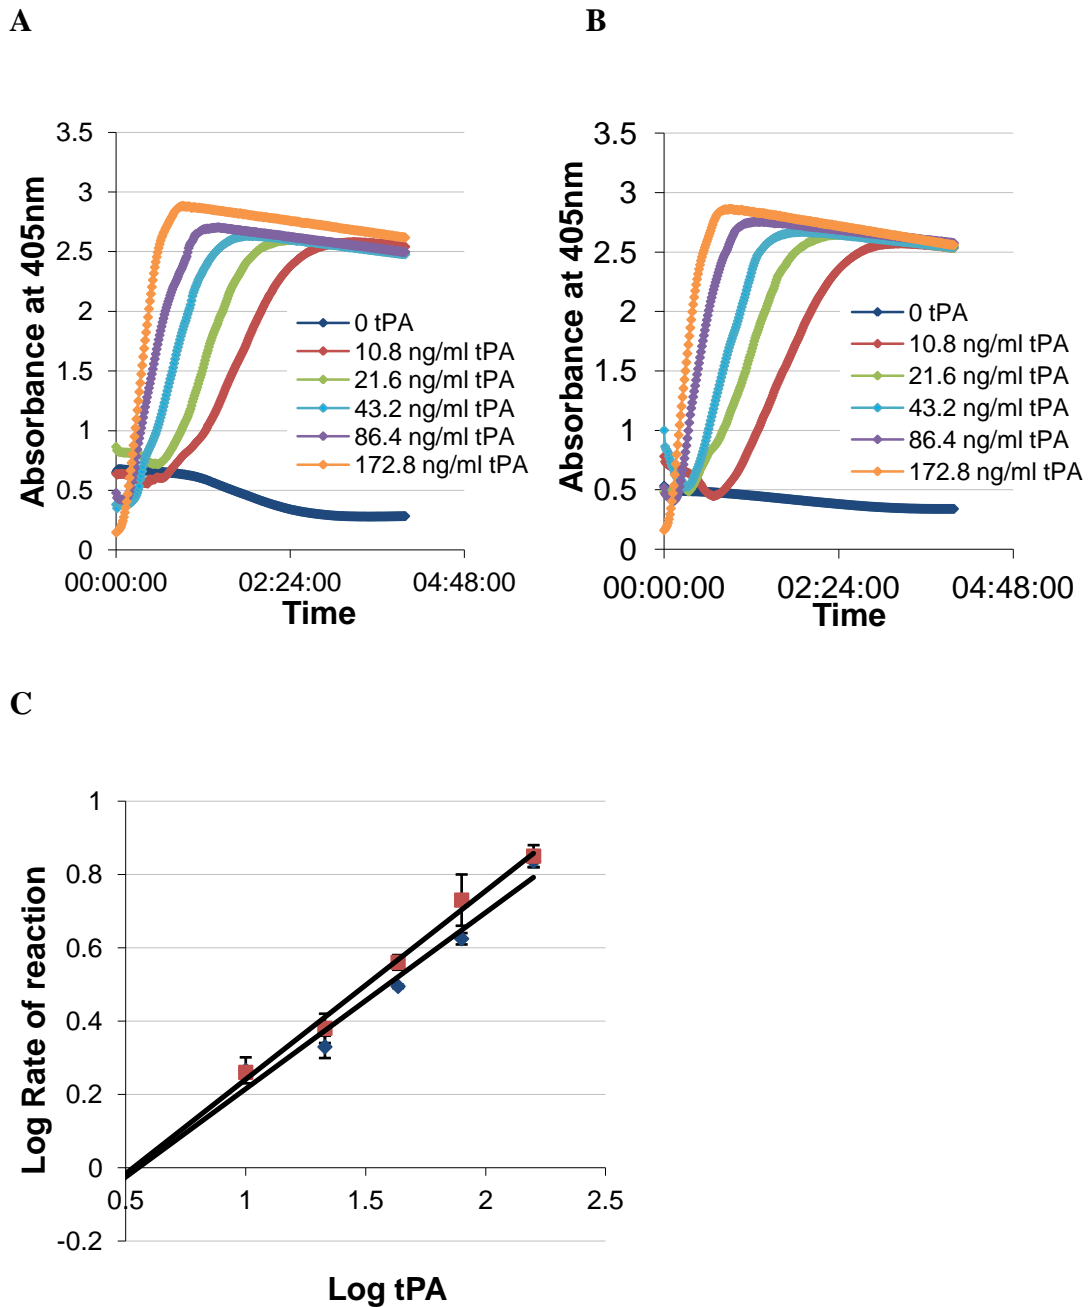 A
B
3.5
3
2.5
2
1.5
1
0.5
0
Absorbance at 405nm
0 tPA
10.8 ng/ml tPA
21.6 ng/ml tPA
43.2 ng/ml tPA
86.4 ng/ml tPA
172.8 ng/ml tPA
00:00:00 02:24:00 04:48:00
Time
3.5
3
2.5
2
1.5
1
0.5
0
Absorbance at 405nm
0 tPA
10.8 ng/ml tPA
21.6 ng/ml tPA
43.2 ng/ml tPA
86.4 ng/ml tPA
172.8 ng/ml tPA
00:00:00 02:24:00 04:48:00
Time
C
1
0.8
0.6
0.4
0.2
0
-0.2
Log Rate of reaction
0.5 1 1.5 2 2.5
Log tPA